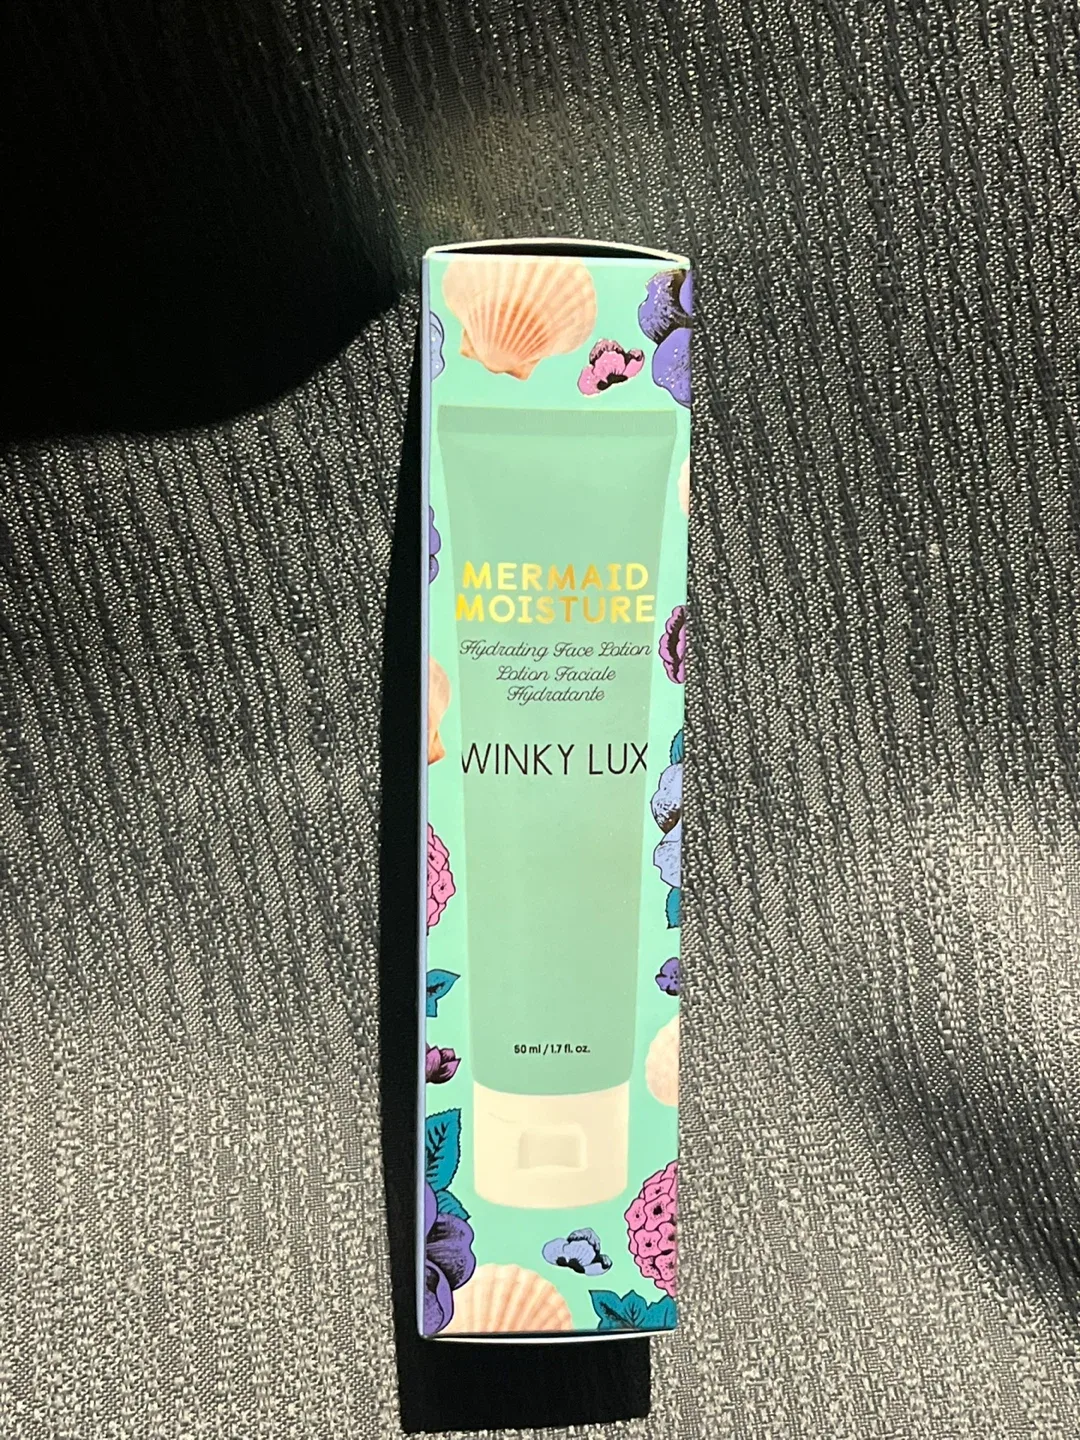 MERMAID
MOISTURE
Hydrating Face Lotion
Lotion Faciale
Hydratante
WINKY LUX
50 ml / 1.7 fl. oz.